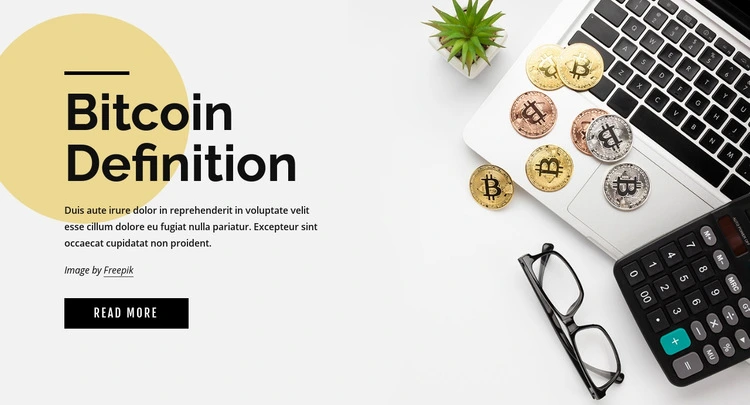 Bitcoin
Definition
Duis aute irure dolor in reprehenderit in voluptate velit
esse cillum dolore eu fugiat nulla pariatur. Excepteur sint
occaecat cupidatat non proident.
Image by Freepik
READ MORE